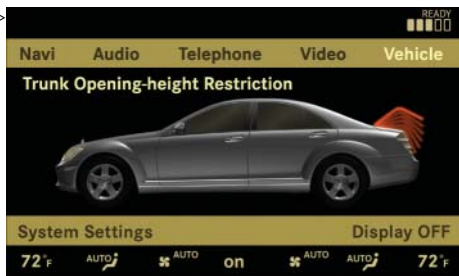 READY
Navi Audio Telephone Video Vehicle
Trunk Opening-height Restriction
System Settings Display OFF
72°F AUTO AUTO on AUTO AUTO 72°F